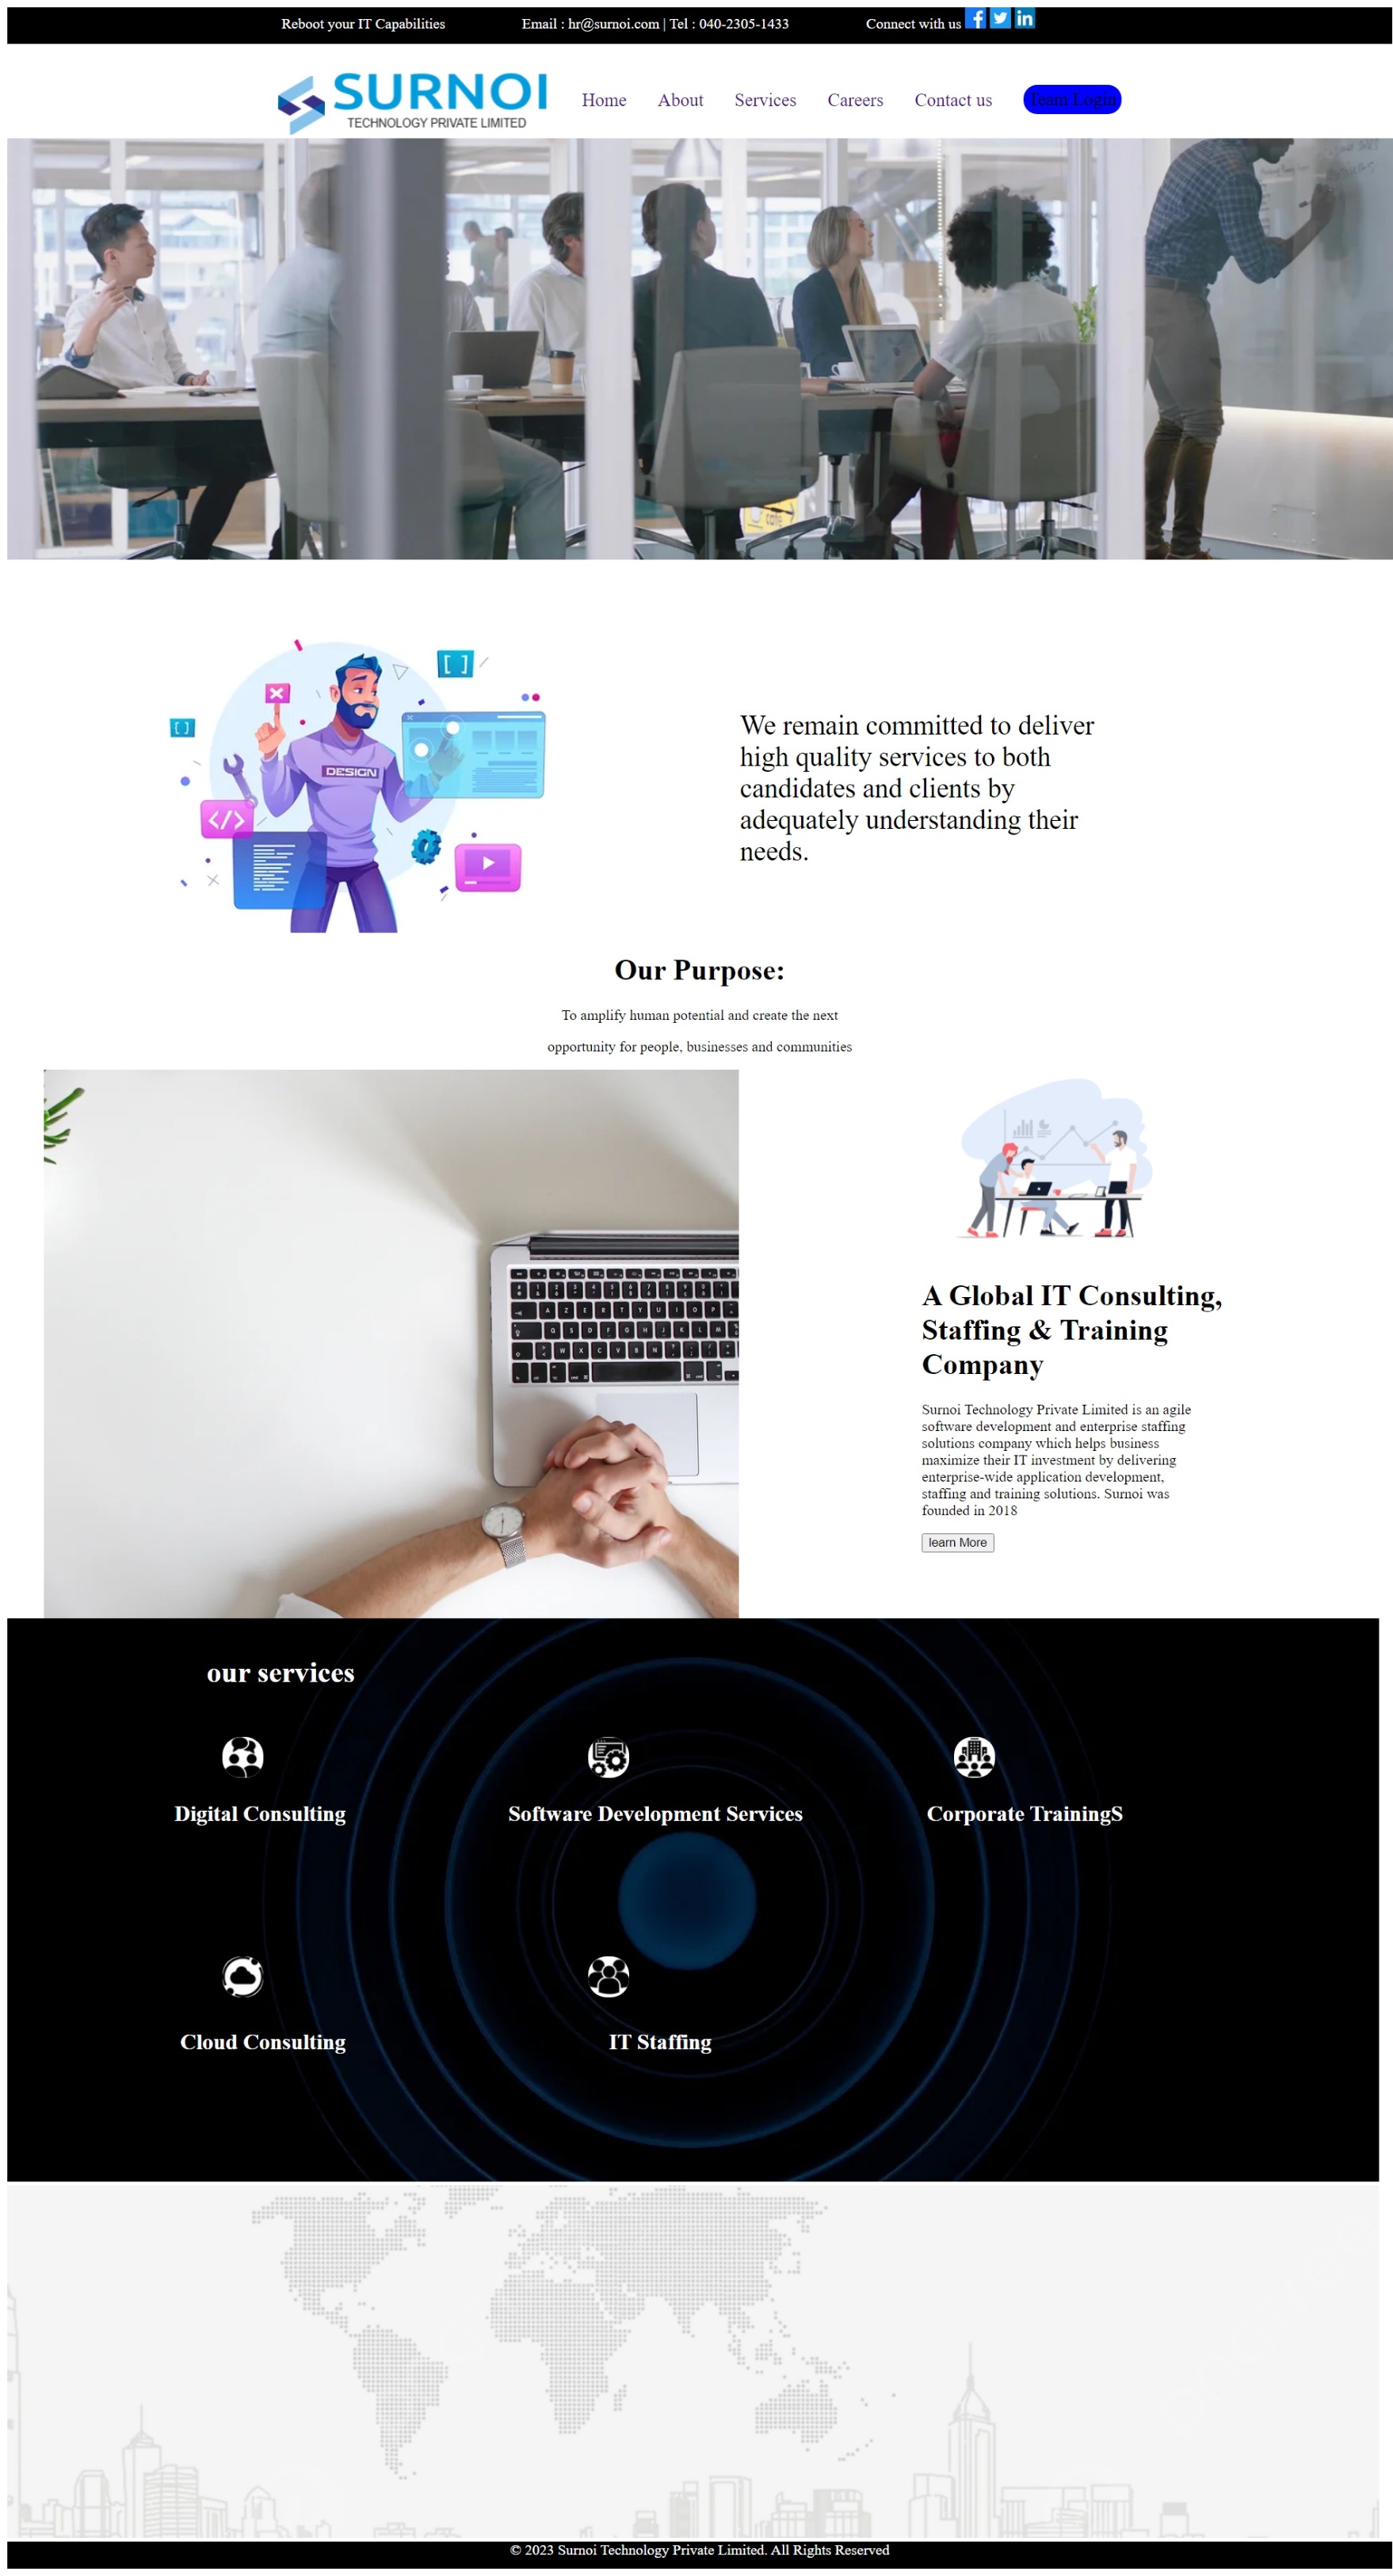 Reboot your IT Capabilities
Email : hr@surnoi.com | Tel : 040-2305-1433
Connect with us
SURNOI
TECHNOLOGY PRIVATE LIMITED
Home
About
Services
Careers
Contact us
Team Login
cafe
DESIGN
</>
We remain committed to deliver
high quality services to both
candidates and clients by
adequately understanding their
needs.
Our Purpose:
To amplify human potential and create the next
opportunity for people, businesses and communities
A Global IT Consulting,
Staffing & Training
Company
Surnoi Technology Private Limited is an agile
software development and enterprise staffing
solutions company which helps business
maximize their IT investment by delivering
enterprise-wide application development,
staffing and training solutions. Surnoi was
founded in 2018
learn More
our services
Digital Consulting
Software Development Services
Corporate TrainingS
Cloud Consulting
IT Staffing
© 2023 Surnoi Technology Private Limited. All Rights Reserved